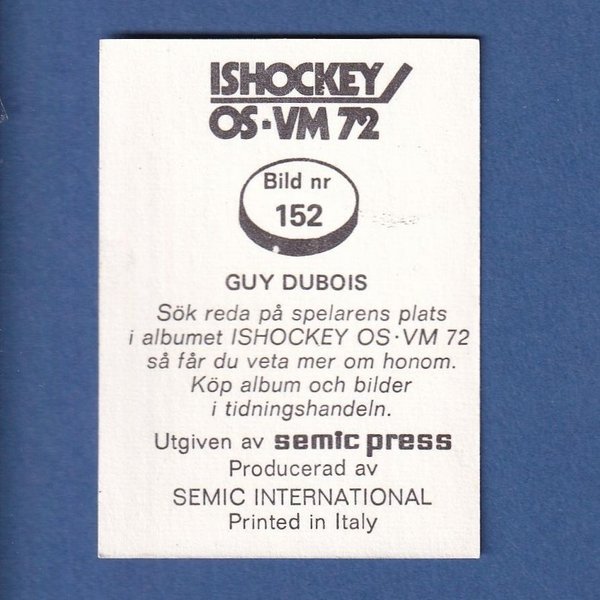 ISHOCKEY
OS·VM 72
Bild nr
152
GUY DUBOIS
Sök reda på spelarens plats
i albumet ISHOCKEY OS·VM 72
så får du veta mer om honom.
Köp album och bilder
i tidningshandeln.
Utgiven av semic press
Producerad av
SEMIC INTERNATIONAL
Printed in Italy